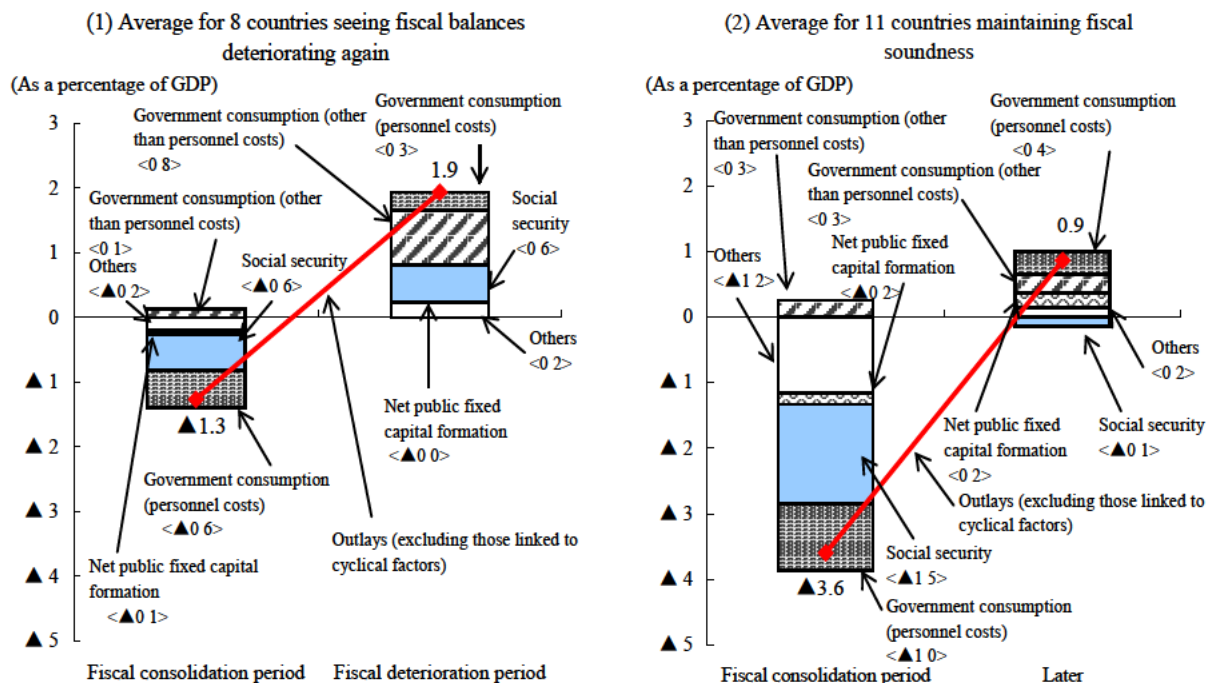 (1) Average for 8 countries seeing fiscal balances
deteriorating again
(As a percentage of GDP)
Government consumption (other
than personnel costs)
<0 8>
Government consumption
(personnel costs)
<0 3>
1.9
Government consumption (other
than personnel costs)
<0 1>
Others
<▲0 2>
Social security
<▲0 6>
Social
security
<0 6>
Others
<0 2>
Net public fixed
capital formation
<▲0 0>
▲1.3
Government consumption
(personnel costs)
<▲0 6>
Outlays (excluding those linked to
cyclical factors)
Net public fixed capital
formation
<▲0 1>
3
2
1
0
▲ 1
▲ 2
▲ 3
▲ 4
▲ 5
Fiscal consolidation period
Fiscal deterioration period
(2) Average for 11 countries maintaining fiscal
soundness
(As a percentage of GDP)
Government consumption (other
than personnel costs)
<0 3>
Government consumption
(personnel costs)
<0 4>
Government consumption (other
than personnel costs)
<0 3>
0.9
Others
<▲1 2>
Net public fixed
capital formation
<▲0 2>
Others
<0 2>
Net public fixed
capital formation
<0 2>
Social security
<▲0 1>
Outlays (excluding those linked to
cyclical factors)
Social security
<▲1 5>
▲3.6
Government consumption
(personnel costs)
<▲1 0>
3
2
1
0
▲ 1
▲ 2
▲ 3
▲ 4
▲ 5
Fiscal consolidation period
Later